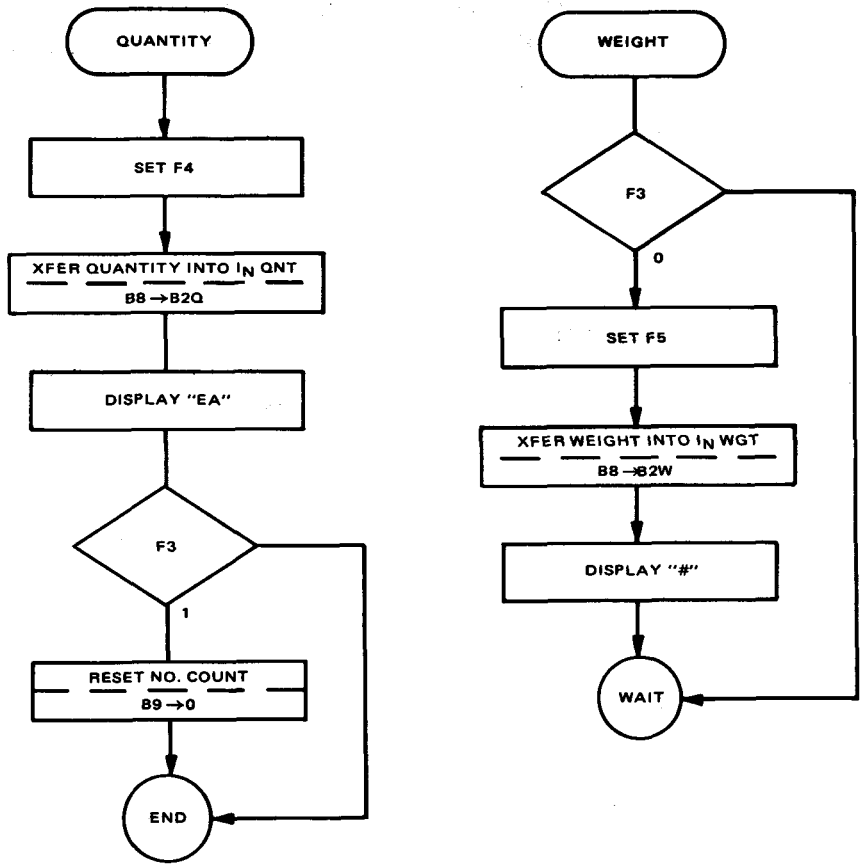 QUANTITY
SET F4
XFER QUANTITY INTO IN QNT
B8→B2Q
DISPLAY "EA"
F3
1
RESET NO. COUNT
B9→0
END
WEIGHT
F3
0
SET F5
XFER WEIGHT INTO IN WGT
B8→B2W
DISPLAY "#"
WAIT